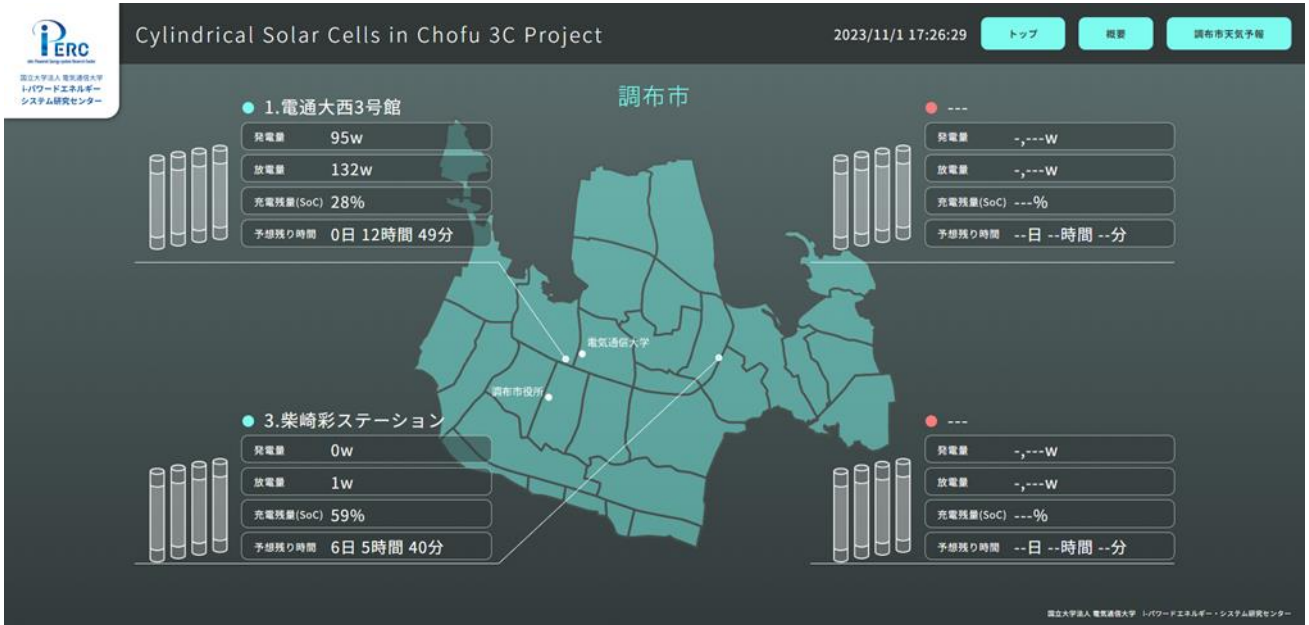 iPERC
国立大学法人 電気通信大学
i-パワードエネルギー
システム研究センター
Cylindrical Solar Cells in Chofu 3C Project
2023/11/1 17:26:29
トップ
概要
調布市天気予報
調布市
1.電通大西3号館
発電量 95w
放電量 132w
充電残量(SoC) 28%
予想残り時間 0日 12時間 49分
---
発電量 -,---w
放電量 -,---w
充電残量(SoC) ---%
予想残り時間 --日 --時間 --分
電気通信大学
調布市役所
3.柴崎彩ステーション
発電量 0w
放電量 1w
充電残量(SoC) 59%
予想残り時間 6日 5時間 40分
---
発電量 -,---w
放電量 -,---w
充電残量(SoC) ---%
予想残り時間 --日 --時間 --分
国立大学法人 電気通信大学 i-パワードエネルギー・システム研究センター